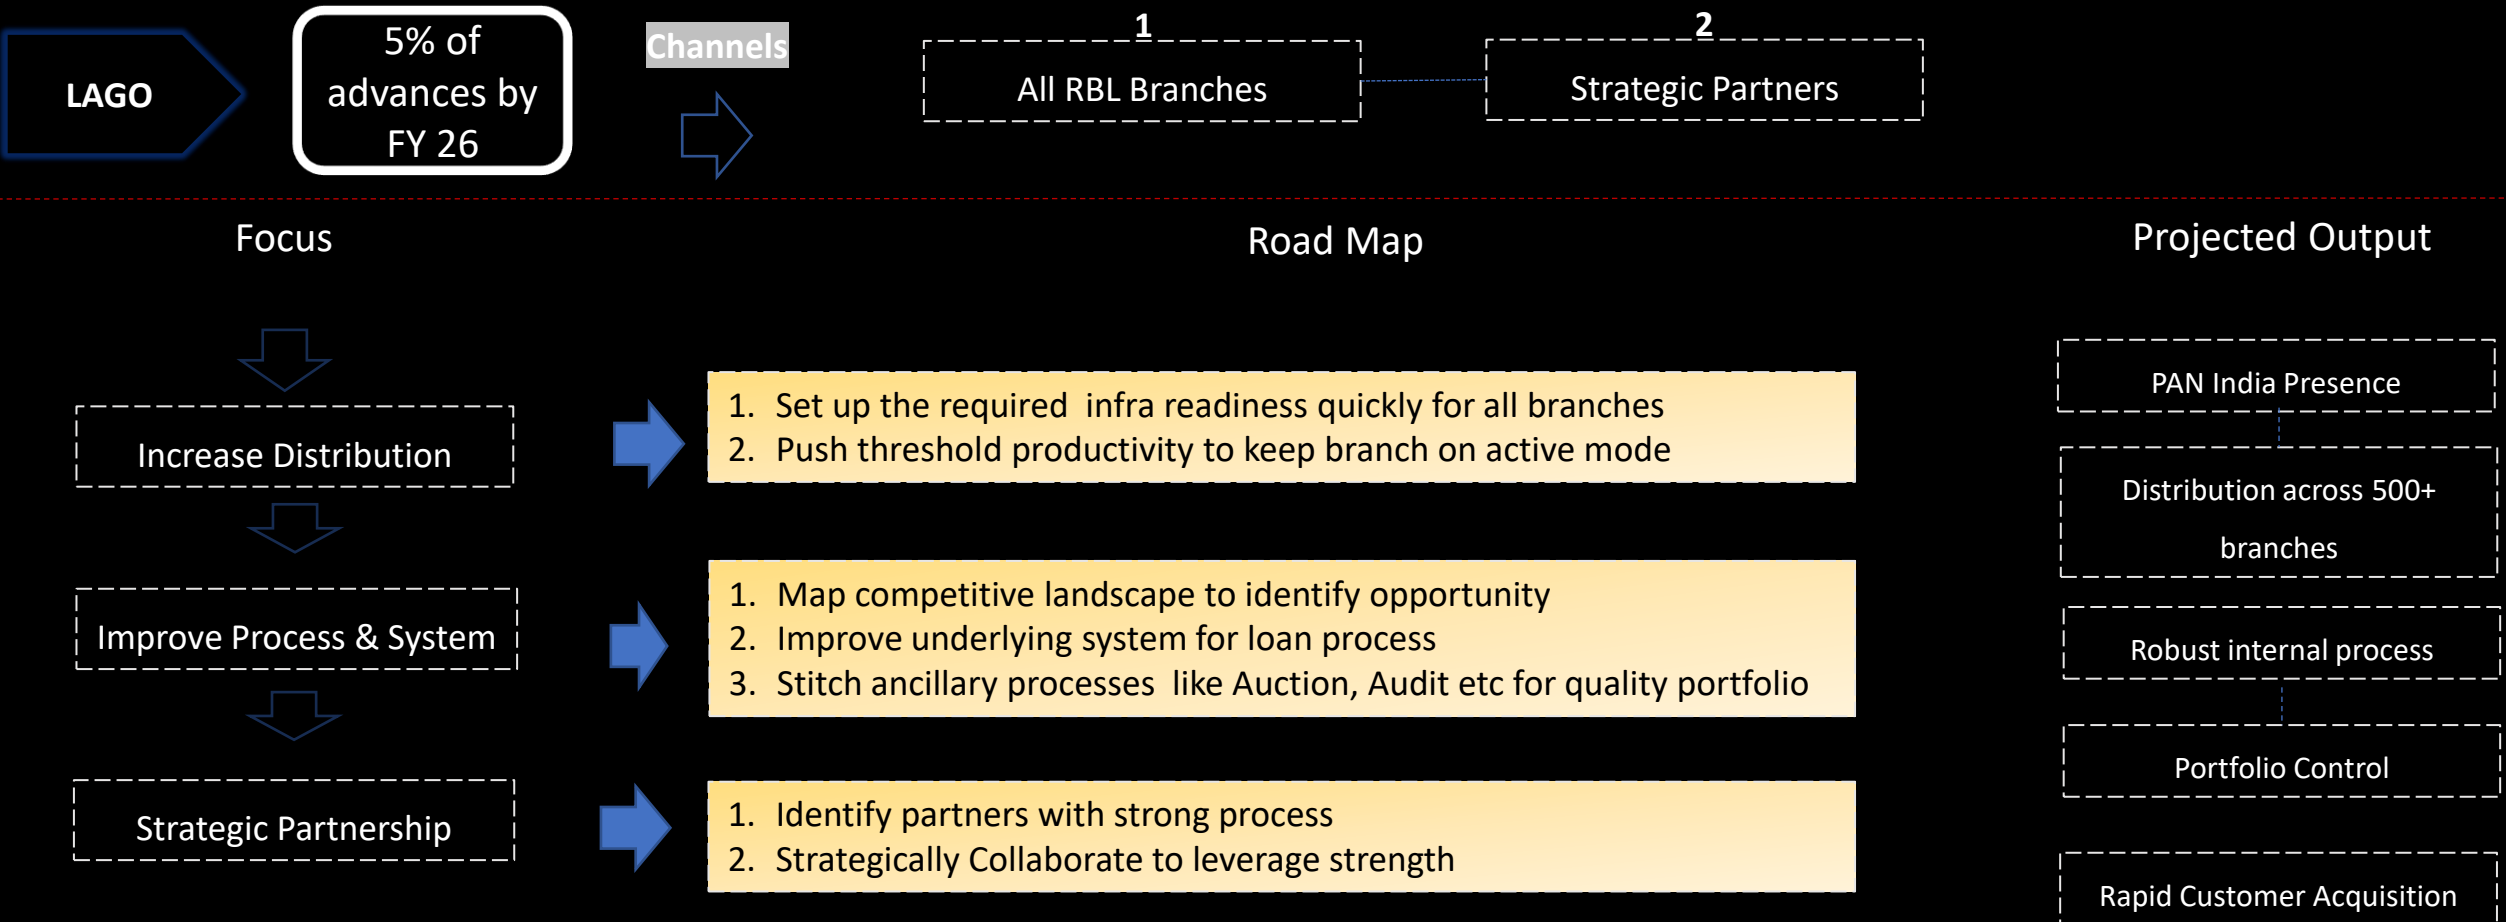 LAGO
5% of
advances by
FY 26
Channels
1
All RBL Branches
2
Strategic Partners
Focus
Road Map
Projected Output
Increase Distribution
1. Set up the required  infra readiness quickly for all branches
2. Push threshold productivity to keep branch on active mode
PAN India Presence
Distribution across 500+
branches
Improve Process & System
1. Map competitive landscape to identify opportunity
2. Improve underlying system for loan process
3. Stitch ancillary processes  like Auction, Audit etc for quality portfolio
Robust internal process
Portfolio Control
Strategic Partnership
1. Identify partners with strong process
2. Strategically Collaborate to leverage strength
Rapid Customer Acquisition